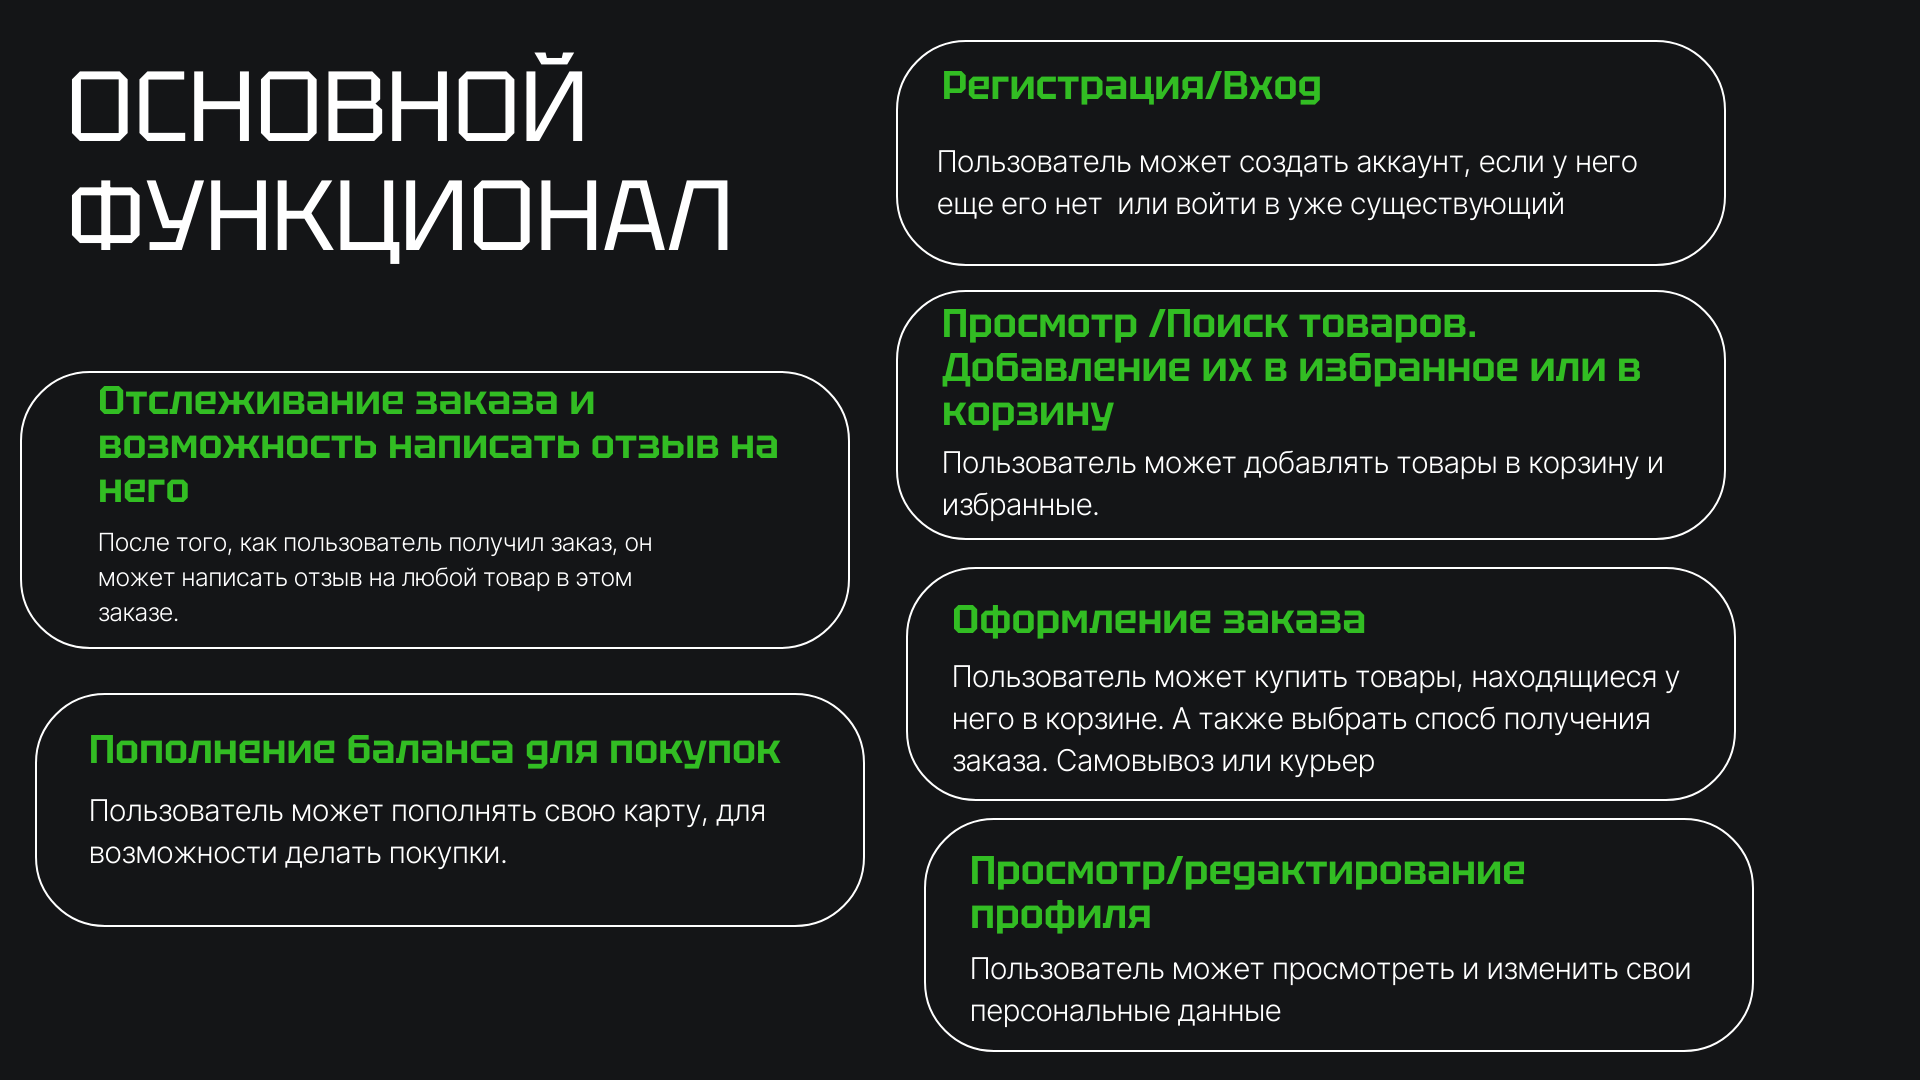 ОСНОВНОЙ
ФУНКЦИОНАЛ
Отслеживание заказа и
возможность написать отзыв на
него
После того, как пользователь получил заказ, он
может написать отзыв на любой товар в этом
заказе.
Пополнение баланса для покупок
Пользователь может пополнять свою карту, для
возможности делать покупки.
Регистрация/Вход
Пользователь может создать аккаунт, если у него
еще его нет  или войти в уже существующий
Просмотр /Поиск товаров.
Добавление их в избранное или в
корзину
Пользователь может добавлять товары в корзину и
избранные.
Оформление заказа
Пользователь может купить товары, находящиеся у
него в корзине. А также выбрать спосб получения
заказа. Самовывоз или курьер
Просмотр/редактирование
профиля
Пользователь может просмотреть и изменить свои
персональные данные